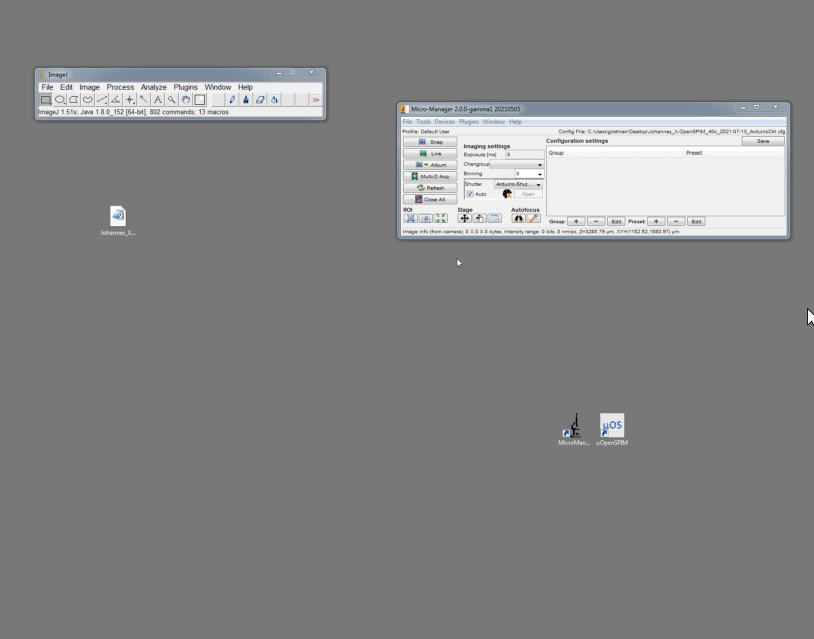 ImageJ
File Edit Image Process Analyze Plugins Window Help
A
>>
ImageJ 1.51s; Java 1.8.0_152 [64-bit]; 802 commands; 13 macros
Johannes_X...
Micro-Manager 2.0.0-gamma1 20210505
File Tools Devices Plugins Window Help
Profile: Default User
Config File: C:\Users\girstmair\Desktop\Johannes_X\OpenSPIM_40x_2021-07-13_ArduinoCtrl.cfg
Snap
Live
Album
Multi-D Acq.
Refresh
Close All
Imaging settings
Exposure [ms] 0
Changroup
Binning 0
Shutter Arduino-Shut...
Auto Open
Configuration settings Save
Group Preset
ROI Stage Autofocus
Group: + − Edit Preset: + − Edit
Image info (from camera): 0 X 0 X 0 bytes, Intensity range: 0 bits, 0 nm/px, Z=3288.79 µm, XY=(1182.62,1680.97) µm
MicroMan...
µOS
µOpenSPIM